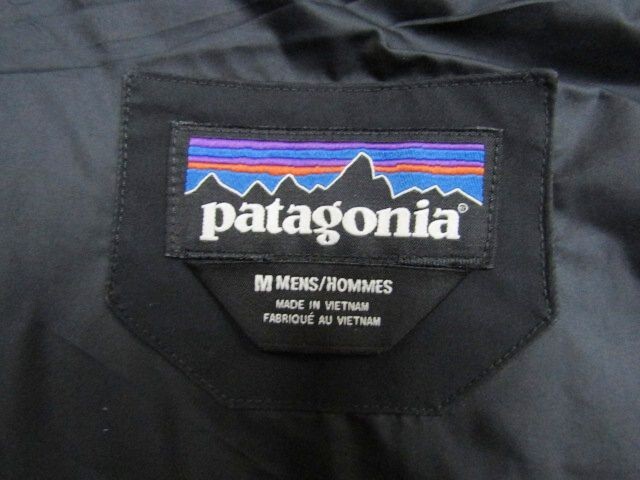 patagonia®
M MENS/HOMMES
MADE IN VIETNAM
FABRIQUÉ AU VIETNAM